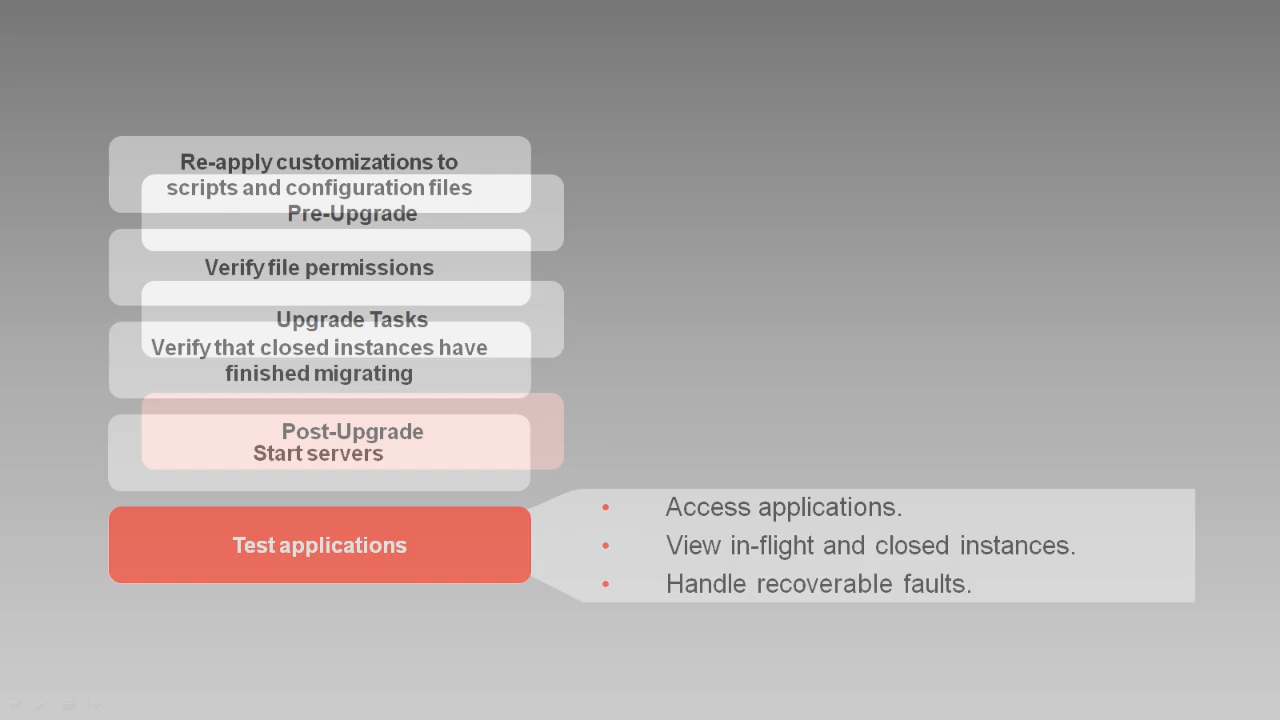 Re-apply customizations to
scripts and configuration files
Pre-Upgrade
Verify file permissions
Upgrade Tasks
Verify that closed instances have
finished migrating
Post-Upgrade
Start servers
Test applications
• Access applications.
• View in-flight and closed instances.
• Handle recoverable faults.